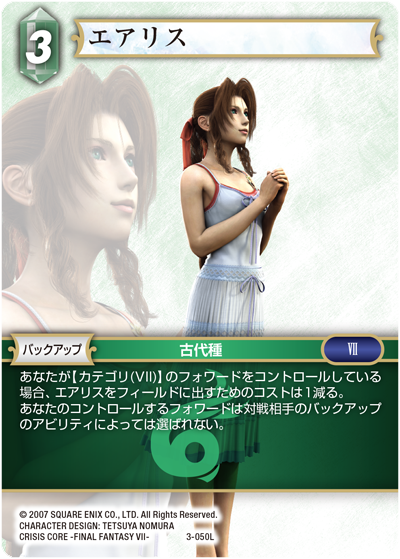 3
エアリス
バックアップ
古代種
VII
あなたが【カテゴリ(VII)】のフォワードをコントロールしている
場合、エアリスをフィールドに出すためのコストは1減る。
あなたのコントロールするフォワードは対戦相手のバックアップ
のアビリティによっては選ばれない。
© 2007 SQUARE ENIX CO., LTD. All Rights Reserved.
CHARACTER DESIGN: TETSUYA NOMURA
CRISIS CORE -FINAL FANTASY VII- 3-050L